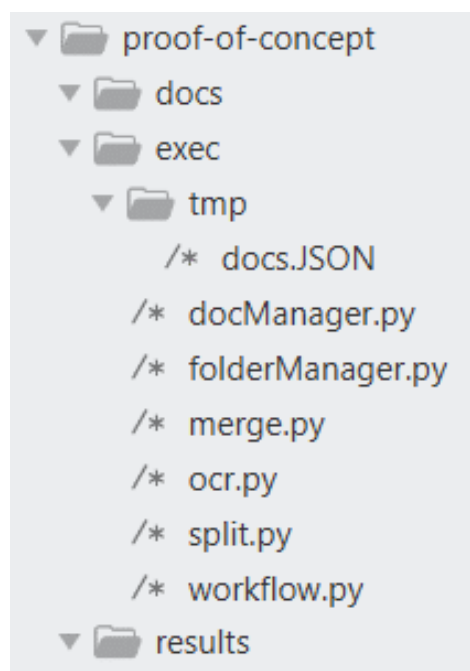 proof-of-concept
docs
exec
tmp
/* docs.JSON
/* docManager.py
/* folderManager.py
/* merge.py
/* ocr.py
/* split.py
/* workflow.py
results